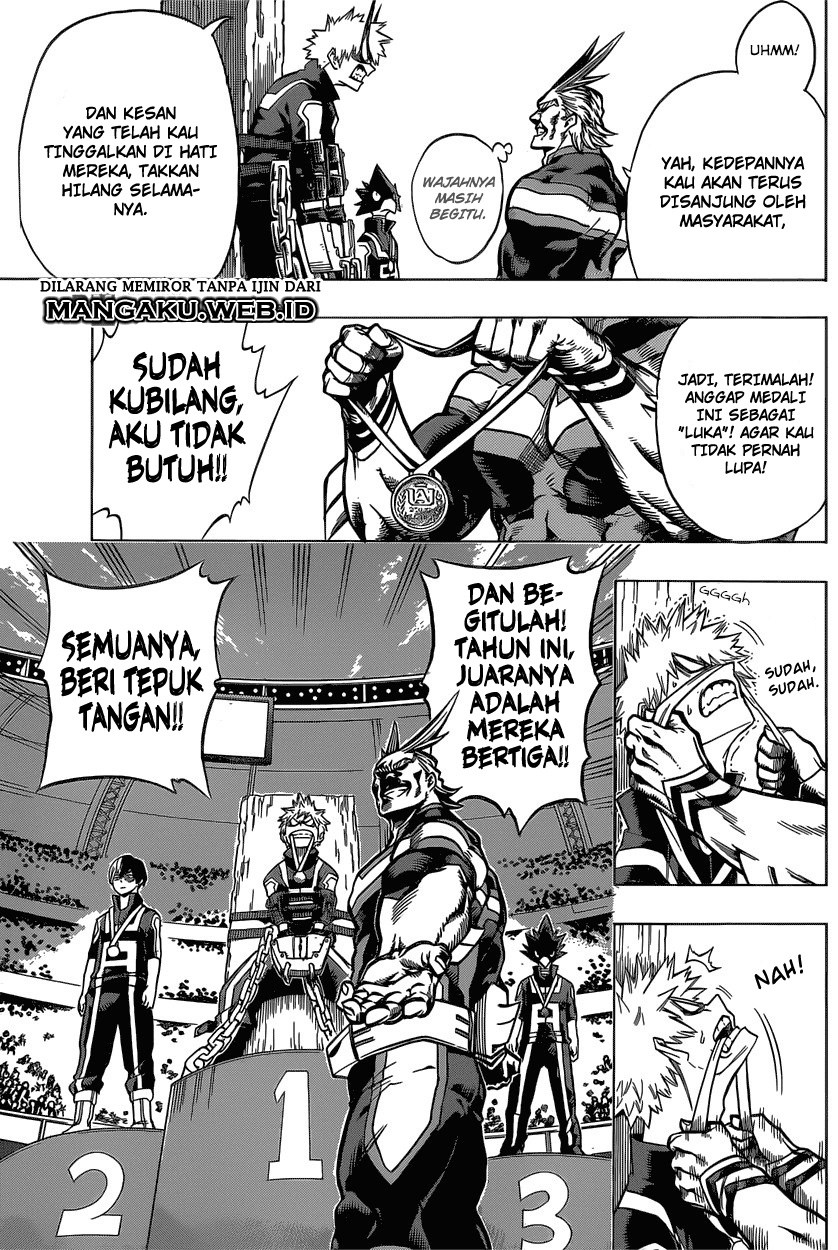 UHMM!
YAH, KEDEPANNYA
KAU AKAN TERUS
DISANJUNG OLEH
MASYARAKAT,
WAJAHNYA
MASIH
BEGITU.
DAN KESAN
YANG TELAH KAU
TINGGALKAN DI HATI
MEREKA, TAKKAN
HILANG SELAMA-
NYA.
DILARANG MEMIROR TANPA IJIN DARI
MANGAKU.WEB.ID
JADI, TERIMALAH!
ANGGAP MEDALI
INI SEBAGAI
"LUKA"! AGAR KAU
TIDAK PERNAH
LUPA!
UA
SUDAH
KUBILANG,
AKU TIDAK
BUTUH!!
GGGGGh
SUDAH,
SUDAH.
NAH!
DAN BE-
GITULAH!
TAHUN INI,
JUARANYA
ADALAH
MEREKA
BERTIGA!!
SEMUANYA,
BERI TEPUK
TANGAN!!
2
1
3